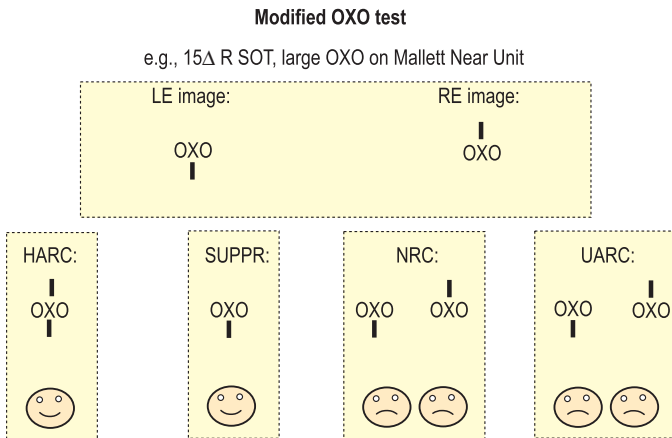 Modified OXO test
e.g., 15Δ R SOT, large OXO on Mallett Near Unit
LE image: RE image:
OXO OXO
HARC: SUPPR: NRC: UARC:
OXO OXO OXO OXO OXO OXO